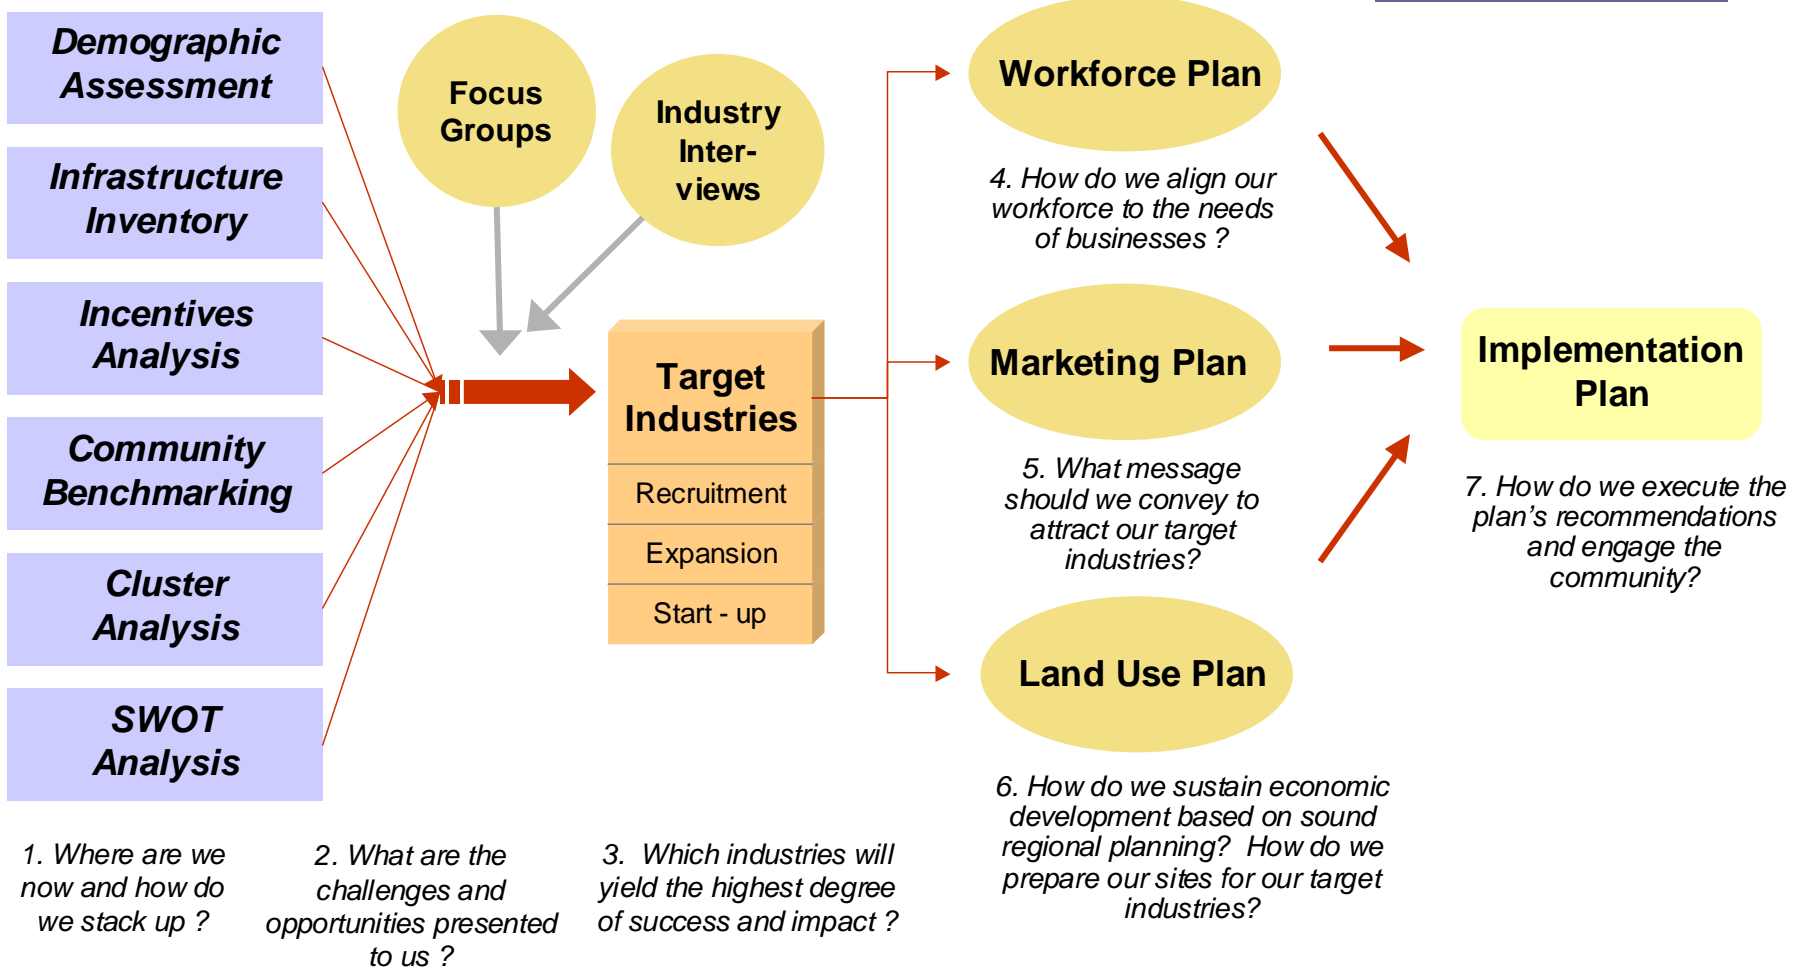 Demographic
Assessment
Infrastructure
Inventory
Incentives
Analysis
Community
Benchmarking
Cluster
Analysis
SWOT
Analysis
1. Where are we
now and how do
we stack up ?
Focus
Groups
Industry
Inter-
views
2. What are the
challenges and
opportunities presented
to us ?
Target
Industries
Recruitment
Expansion
Start - up
3. Which industries will
yield the highest degree
of success and impact ?
Workforce Plan
4. How do we align our
workforce to the needs
of businesses ?
Marketing Plan
5. What message
should we convey to
attract our target
industries?
Land Use Plan
6. How do we sustain economic
development based on sound
regional planning? How do we
prepare our sites for our target
industries?
Implementation
Plan
7. How do we execute the
plan’s recommendations
and engage the
community?